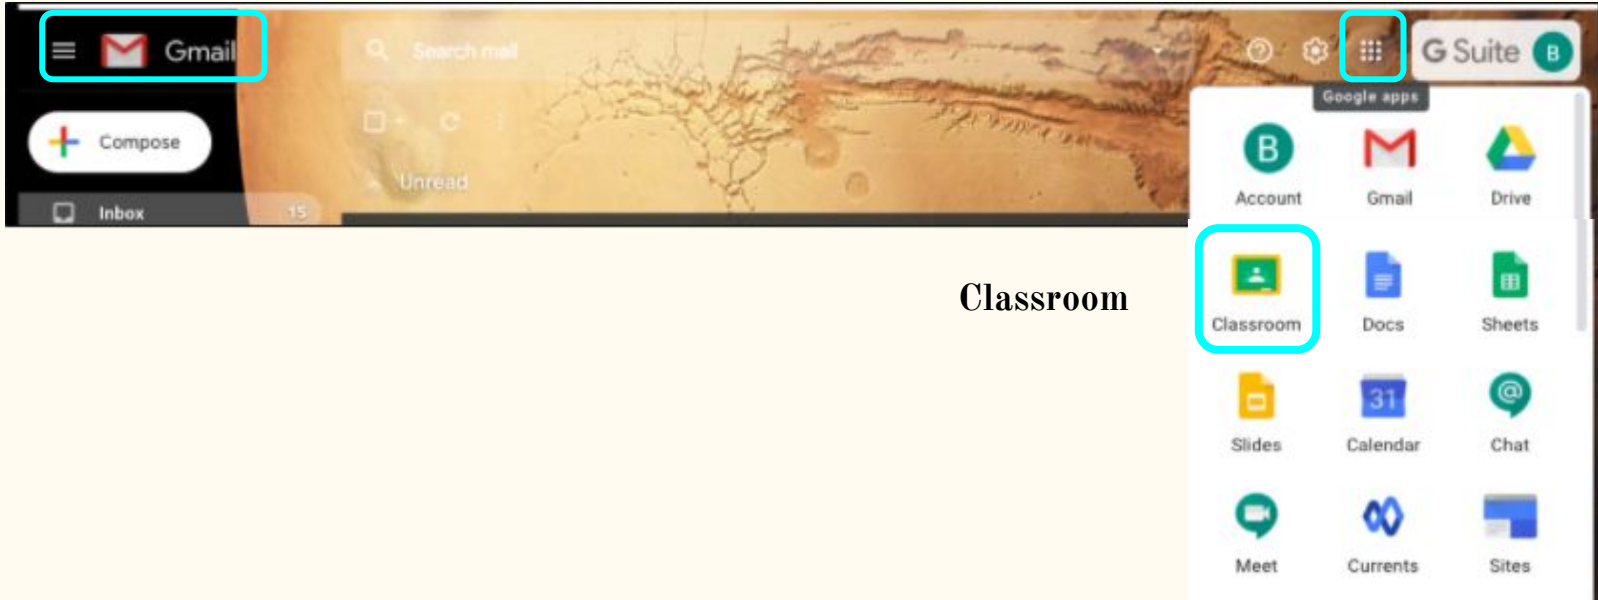 Gmail
Search mail
G Suite
B
Google apps
Compose
Unread
Inbox
15
B
Account
Gmail
Drive
Classroom
Classroom
Docs
Sheets
Slides
31
Calendar
@
Chat
Meet
Currents
Sites